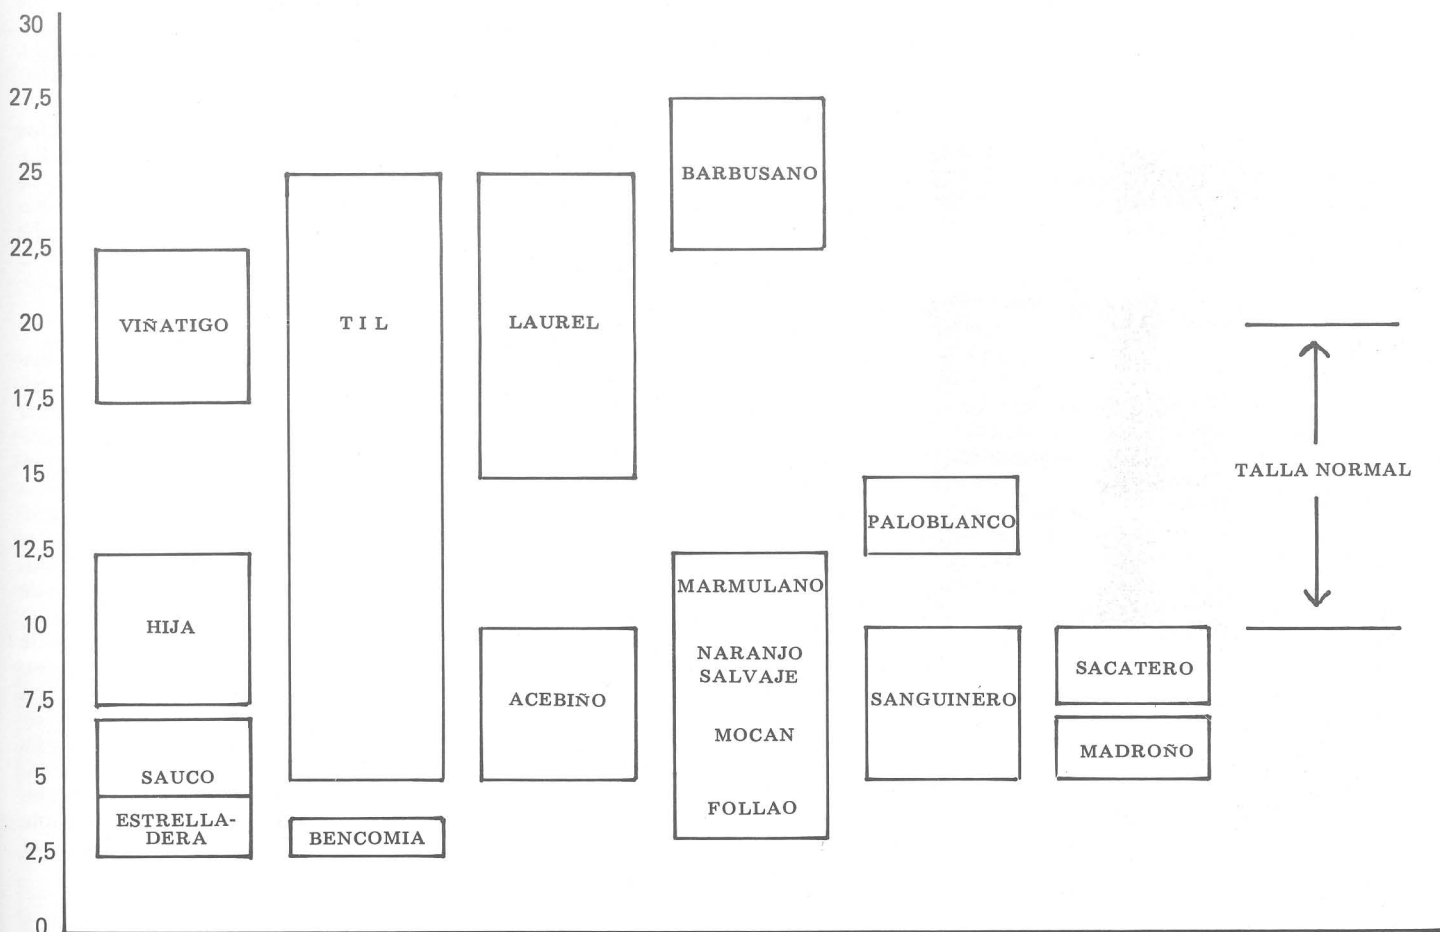 30
27,5
25
22,5
20
17,5
15
12,5
10
7,5
5
2,5
0
VIÑATIGO
HIJA
SAUCO
ESTRELLA-
DERA
T I L
BENCOMIA
LAUREL
ACEBIÑO
BARBUSANO
MARMULANO
NARANJO
SALVAJE
MOCAN
FOLLAO
PALOBLANCO
SANGUINERO
SACATERO
MADROÑO
TALLA NORMAL